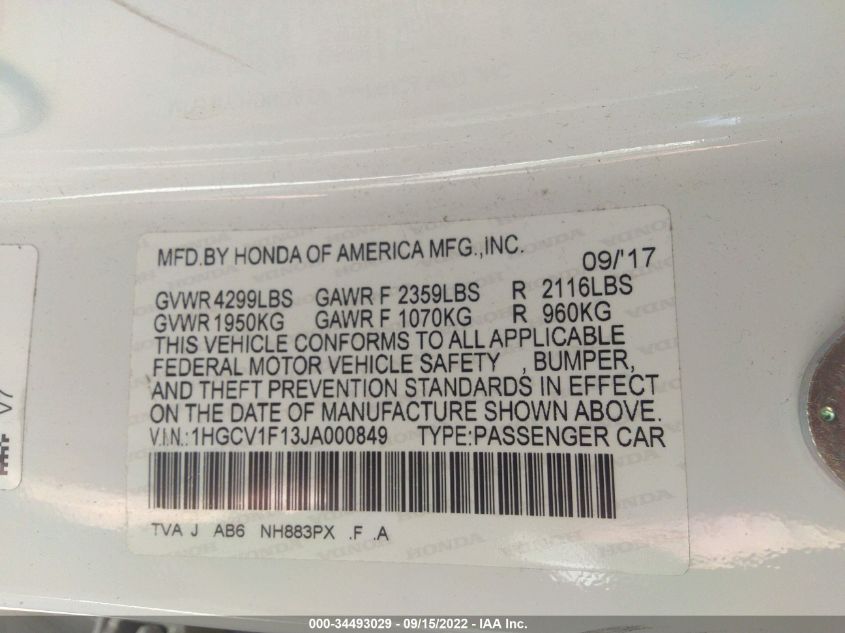 MFD.BY HONDA OF AMERICA MFG.,INC. 09/'17
GVWR 4299LBS GAWR F 2359LBS R 2116LBS
GVWR 1950KG GAWR F 1070KG R 960KG
THIS VEHICLE CONFORMS TO ALL APPLICABLE
FEDERAL MOTOR VEHICLE SAFETY , BUMPER,
AND THEFT PREVENTION STANDARDS IN EFFECT
ON THE DATE OF MANUFACTURE SHOWN ABOVE.
V.I.N.:1HGCV1F13JA000849 TYPE:PASSENGER CAR
TVA J AB6 NH883PX .F .A
000-34493029 - 09/15/2022 - IAA Inc.